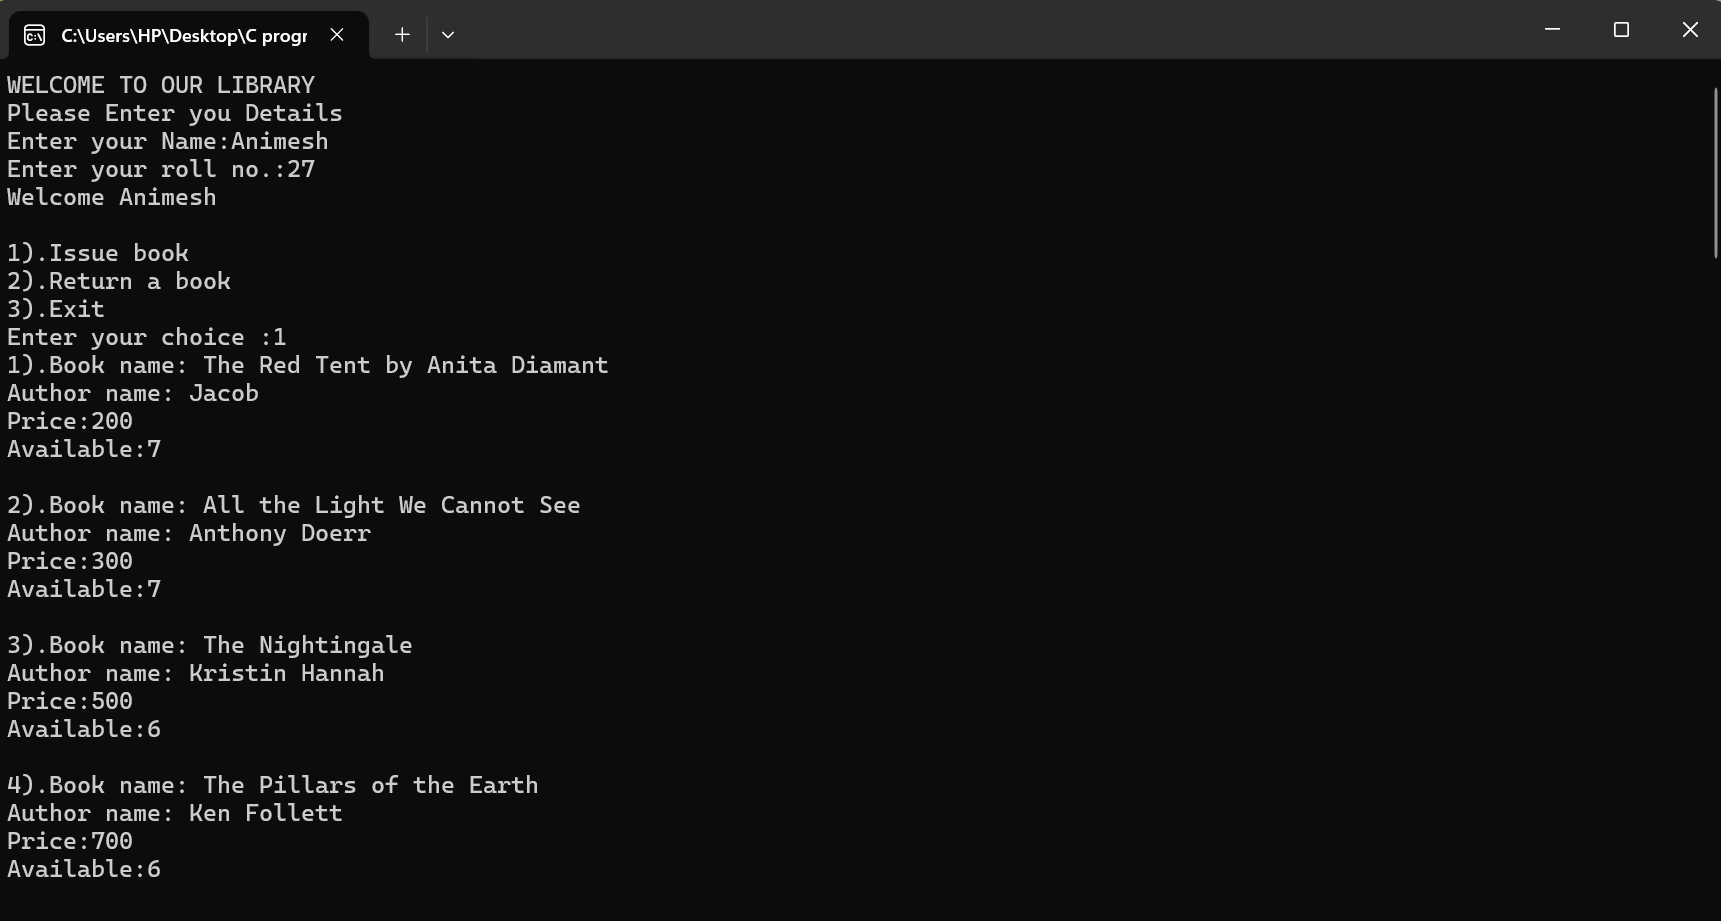 C:\Users\HP\Desktop\C progr
WELCOME TO OUR LIBRARY
Please Enter you Details
Enter your Name:Animesh
Enter your roll no.:27
Welcome Animesh
1).Issue book
2).Return a book
3).Exit
Enter your choice :1
1).Book name: The Red Tent by Anita Diamant
Author name: Jacob
Price:200
Available:7
2).Book name: All the Light We Cannot See
Author name: Anthony Doerr
Price:300
Available:7
3).Book name: The Nightingale
Author name: Kristin Hannah
Price:500
Available:6
4).Book name: The Pillars of the Earth
Author name: Ken Follett
Price:700
Available:6